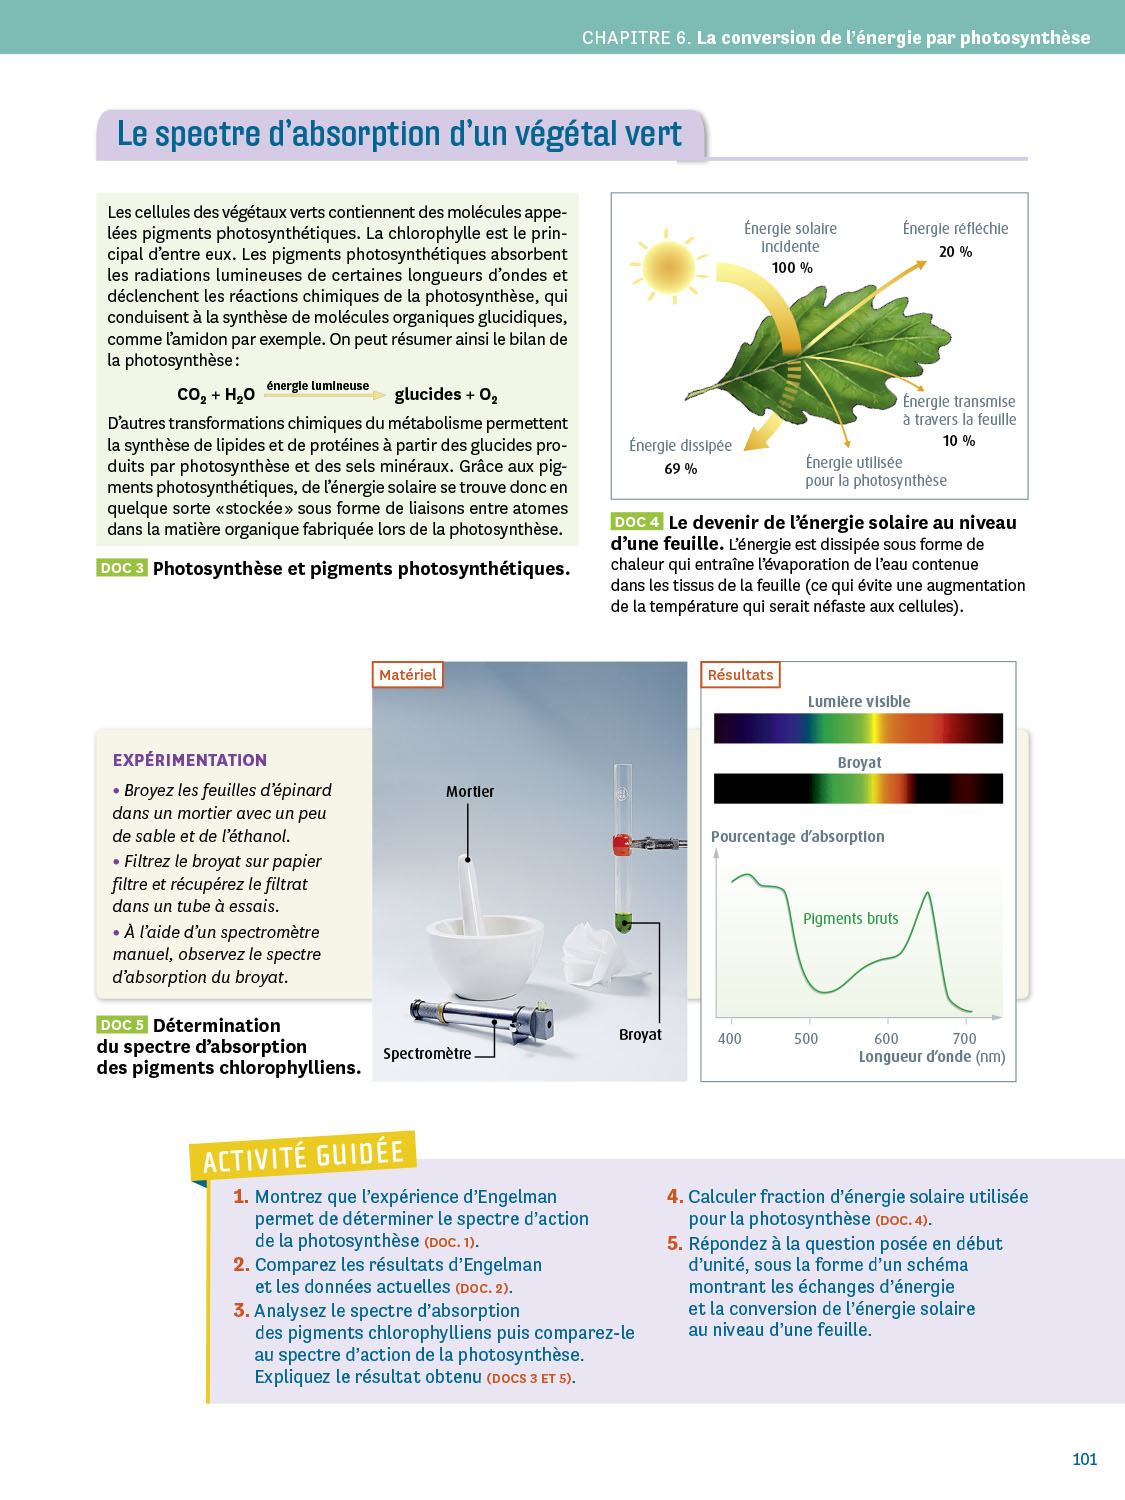 CHAPITRE 6. La conversion de l'énergie par photosynthèse
Le spectre d'absorption d'un végétal vert
Les cellules des végétaux verts contiennent des molécules appe-
lées pigments photosynthétiques. La chlorophylle est le prin-
cipal d'entre eux. Les pigments photosynthétiques absorbent
les radiations lumineuses de certaines longueurs d'ondes et
déclenchent les réactions chimiques de la photosynthèse, qui
conduisent à la synthèse de molécules organiques glucidiques,
comme l'amidon par exemple. On peut résumer ainsi le bilan de
la photosynthèse :
énergie lumineuse
CO₂ + H₂O glucides + O₂
D'autres transformations chimiques du métabolisme permettent
la synthèse de lipides et de protéines à partir des glucides pro-
duits par photosynthèse et des sels minéraux. Grâce aux pig-
ments photosynthétiques, de l'énergie solaire se trouve donc en
quelque sorte « stockée » sous forme de liaisons entre atomes
dans la matière organique fabriquée lors de la photosynthèse.
DOC 3 Photosynthèse et pigments photosynthétiques.
Énergie solaire
incidente
100 %
Énergie réfléchie
20 %
Énergie transmise
à travers la feuille
10 %
Énergie dissipée
69 %
Énergie utilisée
pour la photosynthèse
DOC 4 Le devenir de l'énergie solaire au niveau
d'une feuille. L'énergie est dissipée sous forme de
chaleur qui entraîne l'évaporation de l'eau contenue
dans les tissus de la feuille (ce qui évite une augmentation
de la température qui serait néfaste aux cellules).
EXPÉRIMENTATION
• Broyez les feuilles d'épinard
dans un mortier avec un peu
de sable et de l'éthanol.
• Filtrez le broyat sur papier
filtre et récupérez le filtrat
dans un tube à essais.
• À l'aide d'un spectromètre
manuel, observez le spectre
d'absorption du broyat.
DOC 5 Détermination
du spectre d'absorption
des pigments chlorophylliens.
Matériel
Mortier
Broyat
Spectromètre
Résultats
Lumière visible
Broyat
Pourcentage d'absorption
Pigments bruts
400 500 600 700
Longueur d'onde (nm)
ACTIVITÉ GUIDÉE
1. Montrez que l'expérience d'Engelman
permet de déterminer le spectre d'action
de la photosynthèse (DOC. 1).
2. Comparez les résultats d'Engelman
et les données actuelles (DOC. 2).
3. Analysez le spectre d'absorption
des pigments chlorophylliens puis comparez-le
au spectre d'action de la photosynthèse.
Expliquez le résultat obtenu (DOCS 3 ET 5).
4. Calculer fraction d'énergie solaire utilisée
pour la photosynthèse (DOC. 4).
5. Répondez à la question posée en début
d'unité, sous la forme d'un schéma
montrant les échanges d'énergie
et la conversion de l'énergie solaire
au niveau d'une feuille.
101